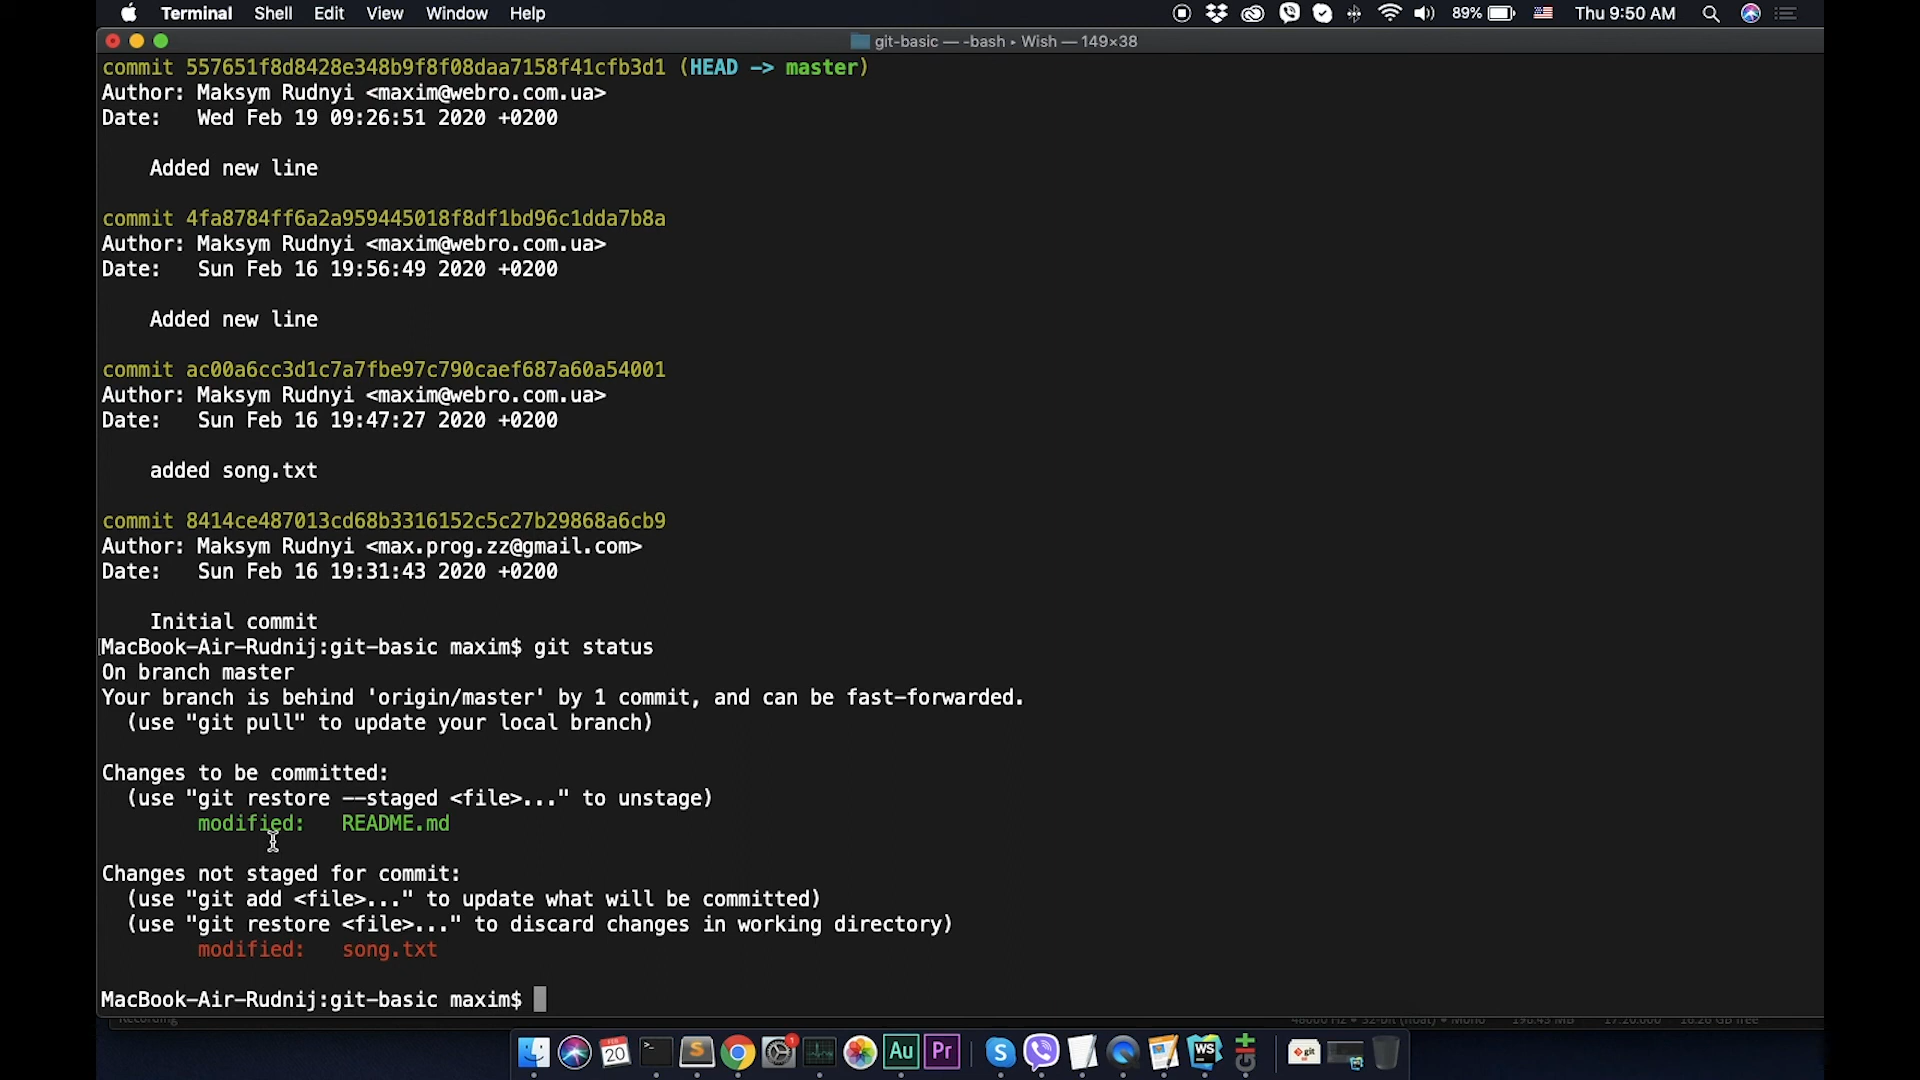 Terminal Shell Edit View Window Help 89% Thu 9:50 AM
git-basic — -bash ▸ Wish — 149×38
commit 557651f8d8428e348b9f8f08daa7158f41cfb3d1 (HEAD -> master)
Author: Maksym Rudnyi <maxim@webro.com.ua>
Date:   Wed Feb 19 09:26:51 2020 +0200
Added new line
commit 4fa8784ff6a2a959445018f8df1bd96c1dda7b8a
Author: Maksym Rudnyi <maxim@webro.com.ua>
Date:   Sun Feb 16 19:56:49 2020 +0200
Added new line
commit ac00a6cc3d1c7a7fbe97c790caef687a60a54001
Author: Maksym Rudnyi <maxim@webro.com.ua>
Date:   Sun Feb 16 19:47:27 2020 +0200
added song.txt
commit 8414ce487013cd68b3316152c5c27b29868a6cb9
Author: Maksym Rudnyi <max.prog.zz@gmail.com>
Date:   Sun Feb 16 19:31:43 2020 +0200
Initial commit
MacBook-Air-Rudnij:git-basic maxim$ git status
On branch master
Your branch is behind 'origin/master' by 1 commit, and can be fast-forwarded.
(use "git pull" to update your local branch)
Changes to be committed:
(use "git restore --staged <file>..." to unstage)
modified:   README.md
Changes not staged for commit:
(use "git add <file>..." to update what will be committed)
(use "git restore <file>..." to discard changes in working directory)
modified:   song.txt
MacBook-Air-Rudnij:git-basic maxim$
FEB 20 >_ S 1 Au Pr S WS git git